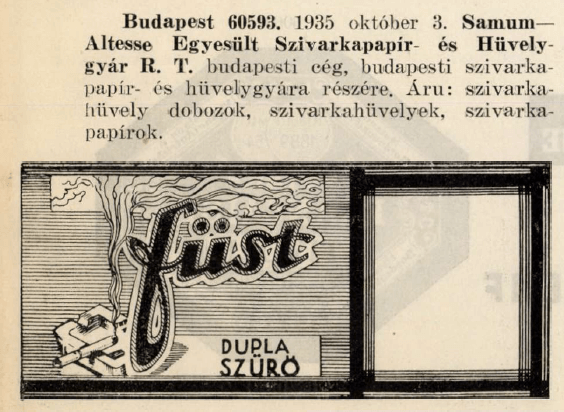 Budapest 60593. 1935 október 3. Samum—
Altesse Egyesült Szivarkapapír- és Hüvely-
gyár R. T. budapesti cég, budapesti szivarka-
papír- és hüvelygyára részére. Áru: szivarka-
hüvely dobozok, szivarkahüvelyek, szivarka-
papírok.
füst
DUPLA
SZŰRŐ